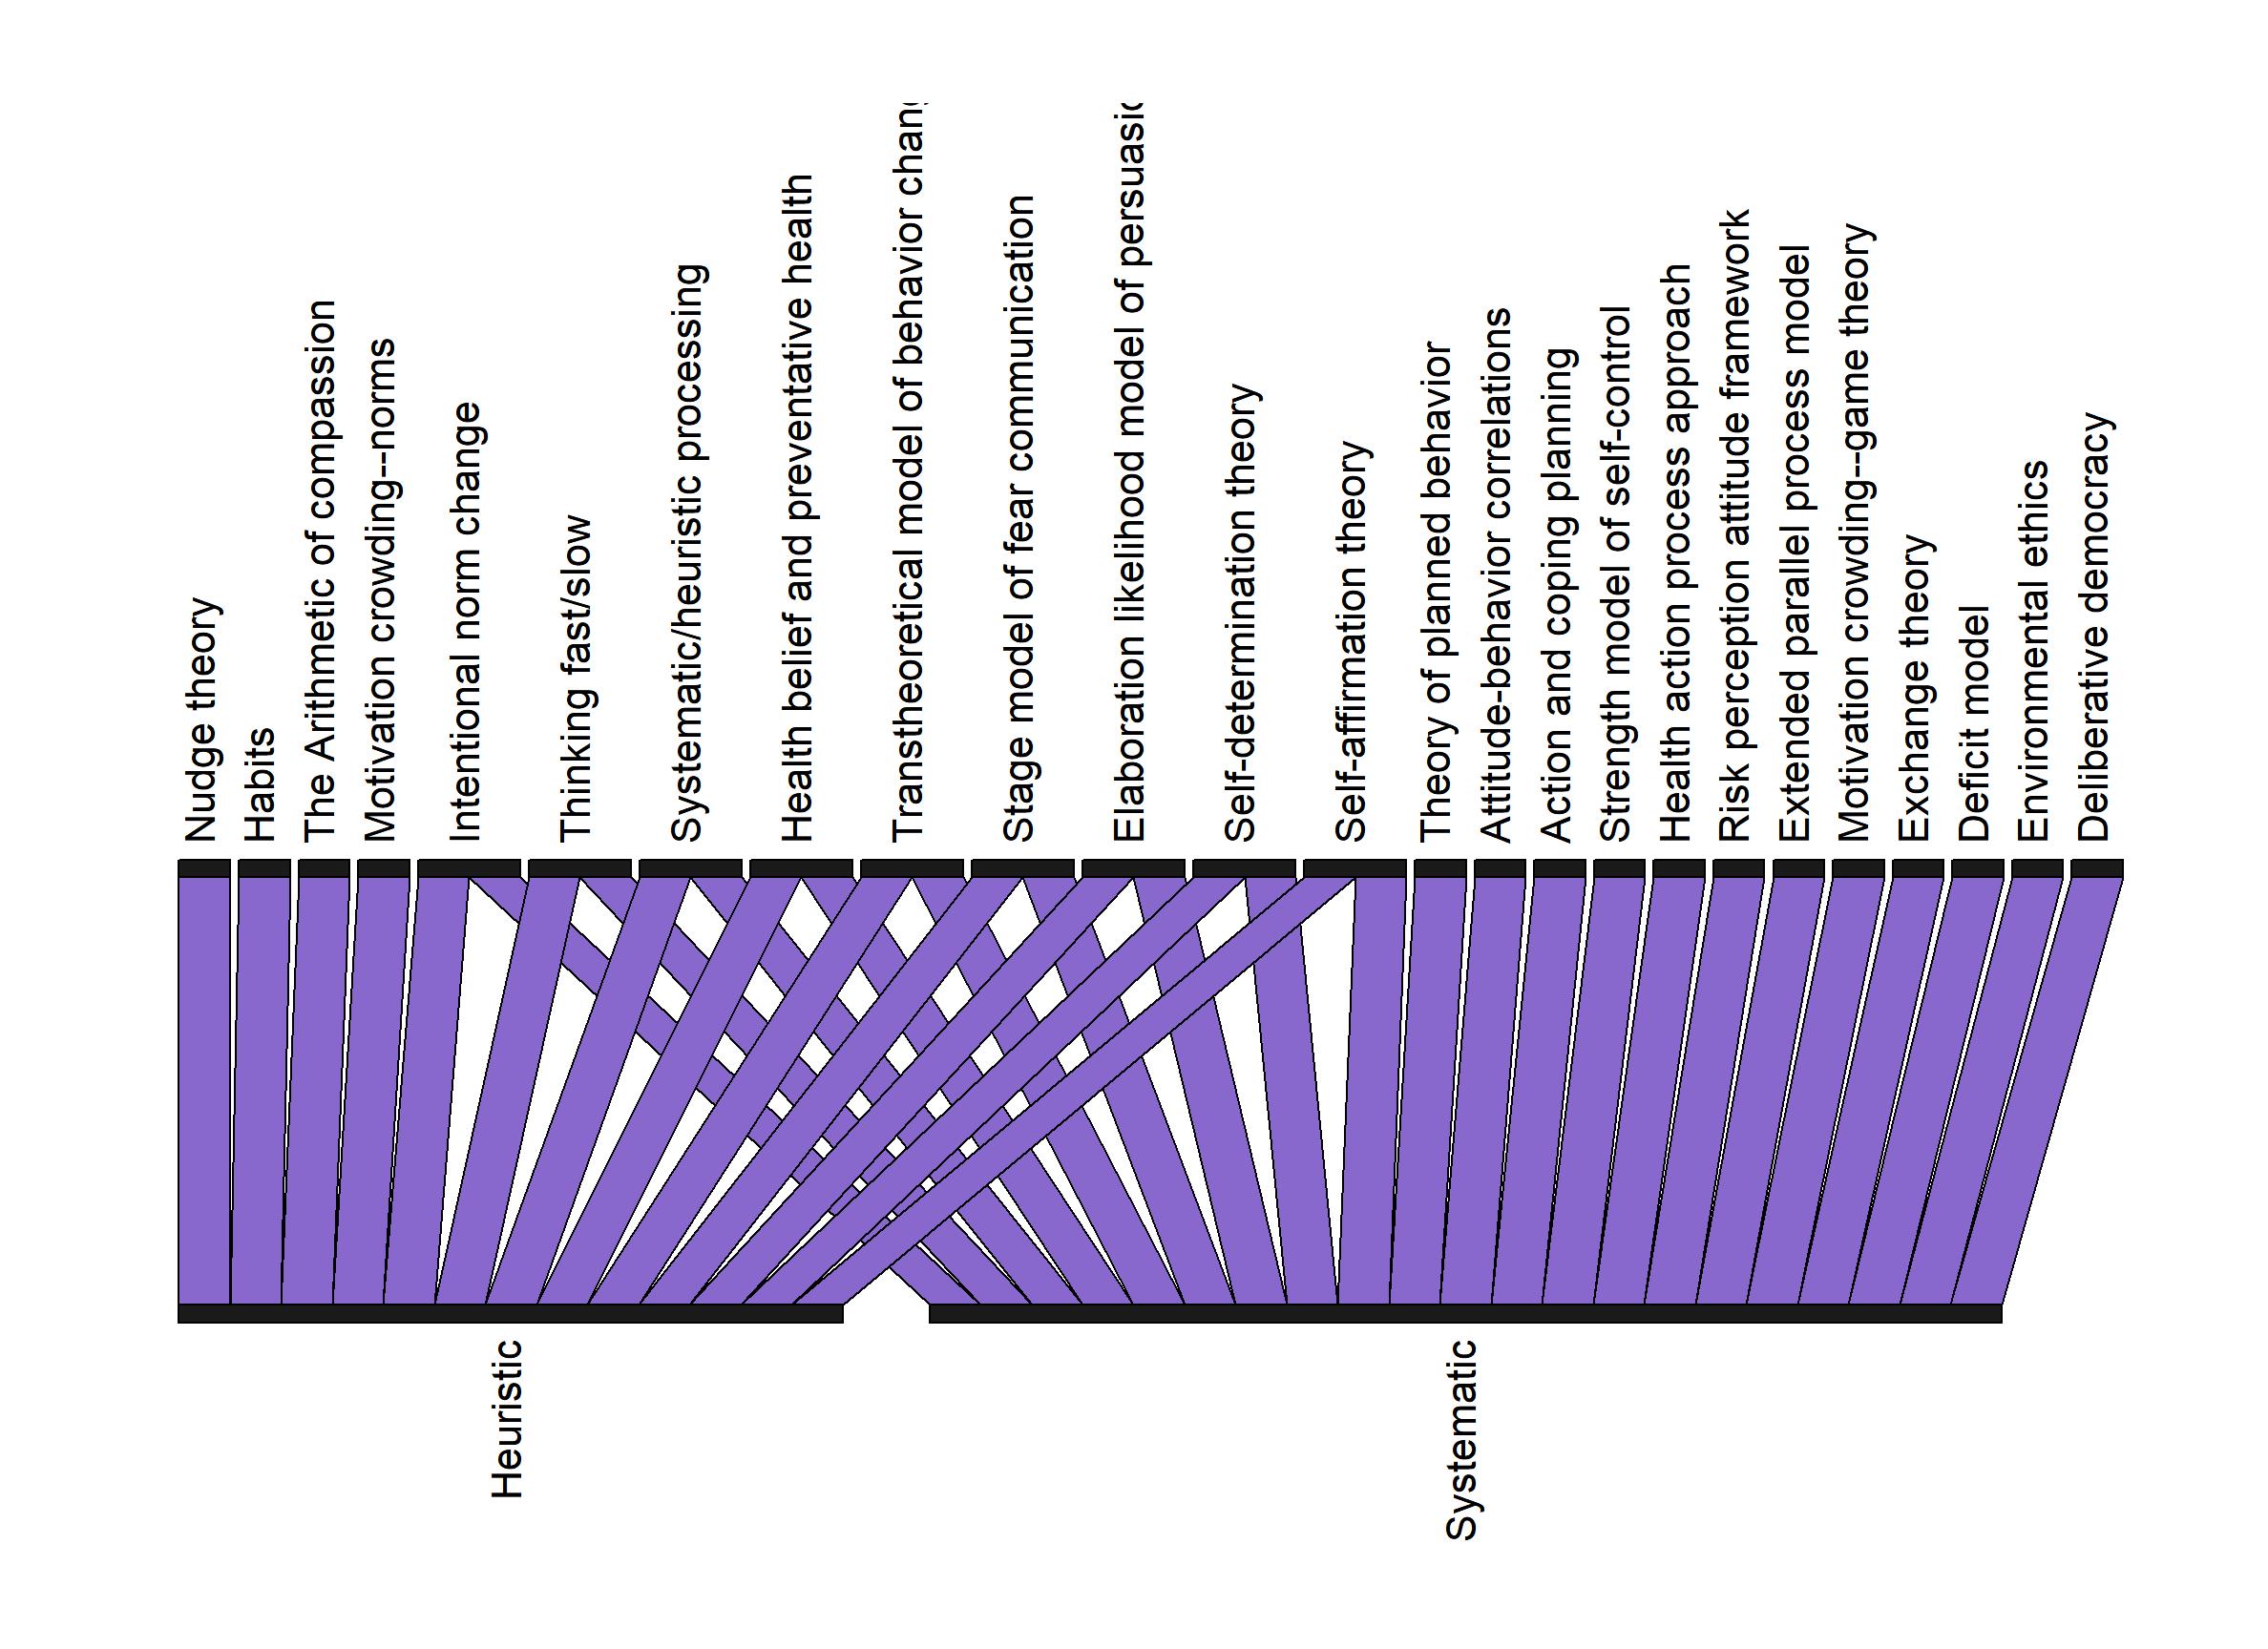 Nudge theory
Habits
The Arithmetic of compassion
Motivation crowding--norms
Intentional norm change
Thinking fast/slow
Systematic/heuristic processing
Health belief and preventative health
Transtheoretical model of behavior chang
Stage model of fear communication
Elaboration likelihood model of persuasio
Self-determination theory
Self-affirmation theory
Theory of planned behavior
Attitude-behavior correlations
Action and coping planning
Strength model of self-control
Health action process approach
Risk perception attitude framework
Extended parallel process model
Motivation crowding--game theory
Exchange theory
Deficit model
Environmental ethics
Deliberative democracy
Heuristic
Systematic